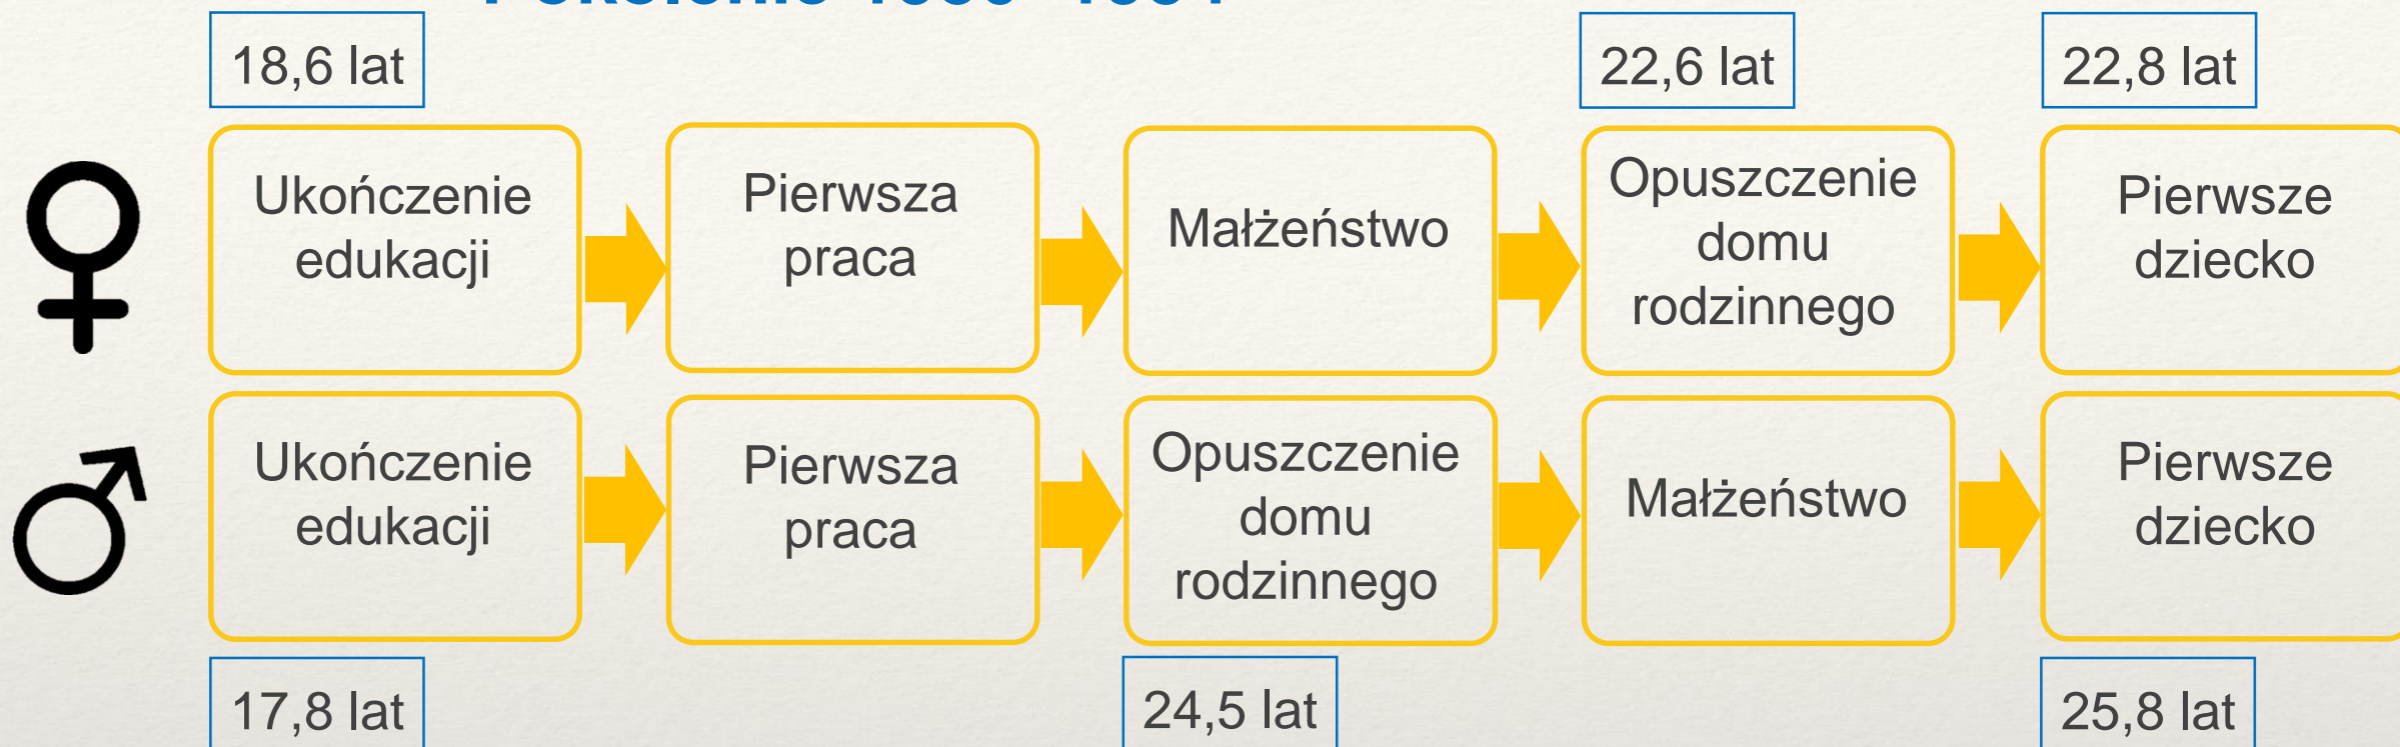 18,6 lat
22,6 lat
22,8 lat
Ukończenie
edukacji
Pierwsza
praca
Małżeństwo
Opuszczenie
domu
rodzinnego
Pierwsze
dziecko
Ukończenie
edukacji
Pierwsza
praca
Opuszczenie
domu
rodzinnego
Małżeństwo
Pierwsze
dziecko
17,8 lat
24,5 lat
25,8 lat